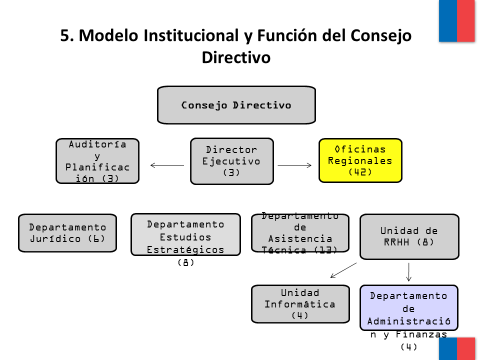 5. Modelo Institucional y Función del Consejo
Directivo
Consejo Directivo
Auditoría
y
Planificac
ión (3)
Director
Ejecutivo
(3)
Oficinas
Regionales
(42)
Departamento
Jurídico (6)
Departamento
Estudios
Estratégicos
(8)
Departamento
de
Asistencia
Técnica (13)
Unidad de
RRHH (8)
Unidad
Informática
(4)
Departamento
de
Administració
n y Finanzas
(4)